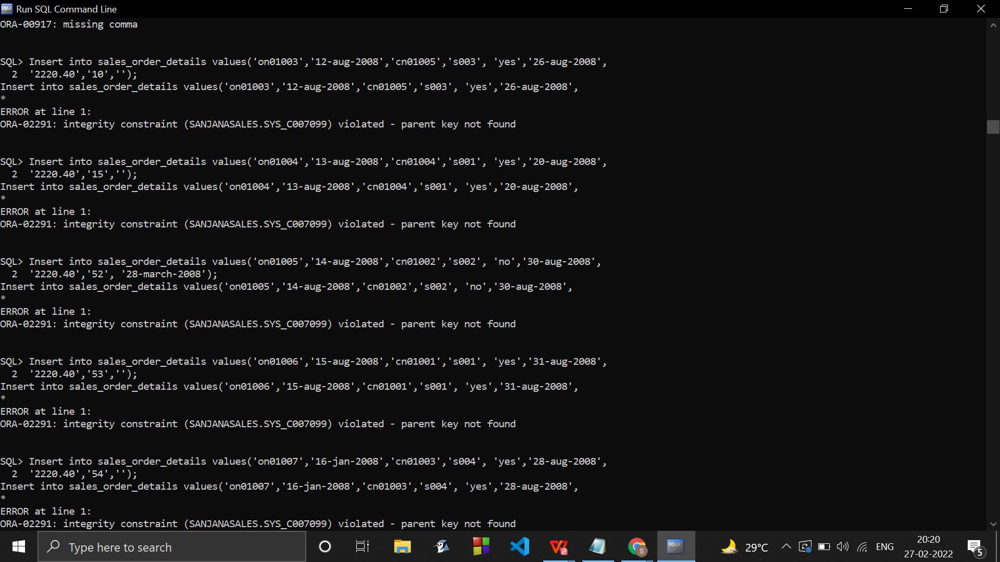 Run SQL Command Line
ORA-00917: missing comma
SQL> Insert into sales_order_details values('on01003','12-aug-2008','cn01005','s003', 'yes','26-aug-2008',
2 '2220.40','10','');
Insert into sales_order_details values('on01003','12-aug-2008','cn01005','s003', 'yes','26-aug-2008',
*
ERROR at line 1:
ORA-02291: integrity constraint (SANJANASALES.SYS_C007099) violated - parent key not found
SQL> Insert into sales_order_details values('on01004','13-aug-2008','cn01004','s001', 'yes','20-aug-2008',
2 '2220.40','15','');
Insert into sales_order_details values('on01004','13-aug-2008','cn01004','s001', 'yes','20-aug-2008',
*
ERROR at line 1:
ORA-02291: integrity constraint (SANJANASALES.SYS_C007099) violated - parent key not found
SQL> Insert into sales_order_details values('on01005','14-aug-2008','cn01002','s002', 'no','30-aug-2008',
2 '2220.40','52', '28-march-2008');
Insert into sales_order_details values('on01005','14-aug-2008','cn01002','s002', 'no','30-aug-2008',
*
ERROR at line 1:
ORA-02291: integrity constraint (SANJANASALES.SYS_C007099) violated - parent key not found
SQL> Insert into sales_order_details values('on01006','15-aug-2008','cn01001','s001', 'yes','31-aug-2008',
2 '2220.40','53','');
Insert into sales_order_details values('on01006','15-aug-2008','cn01001','s001', 'yes','31-aug-2008',
*
ERROR at line 1:
ORA-02291: integrity constraint (SANJANASALES.SYS_C007099) violated - parent key not found
SQL> Insert into sales_order_details values('on01007','16-jan-2008','cn01003','s004', 'yes','28-aug-2008',
2 '2220.40','54','');
Insert into sales_order_details values('on01007','16-jan-2008','cn01003','s004', 'yes','28-aug-2008',
*
ERROR at line 1:
ORA-02291: integrity constraint (SANJANASALES.SYS_C007099) violated - parent key not found
Type here to search
29°C
ENG
20:20
27-02-2022
5